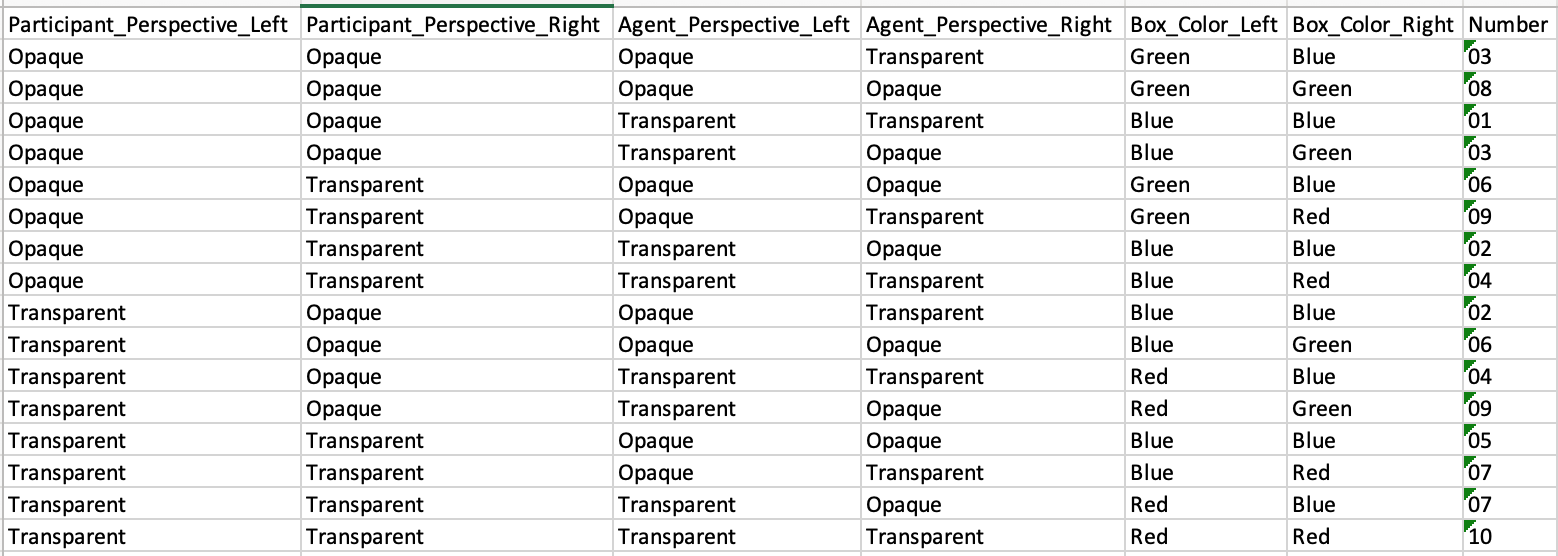 Participant_Perspective_Left Participant_Perspective_Right Agent_Perspective_Left Agent_Perspective_Right Box_Color_Left Box_Color_Right Number
Opaque Opaque Opaque Transparent Green Blue 03
Opaque Opaque Opaque Opaque Green Green 08
Opaque Opaque Transparent Transparent Blue Blue 01
Opaque Opaque Transparent Opaque Blue Green 03
Opaque Transparent Opaque Opaque Green Blue 06
Opaque Transparent Opaque Transparent Green Red 09
Opaque Transparent Transparent Opaque Blue Blue 02
Opaque Transparent Transparent Transparent Blue Red 04
Transparent Opaque Opaque Transparent Blue Blue 02
Transparent Opaque Opaque Opaque Blue Green 06
Transparent Opaque Transparent Transparent Red Blue 04
Transparent Opaque Transparent Opaque Red Green 09
Transparent Transparent Opaque Opaque Blue Blue 05
Transparent Transparent Opaque Transparent Blue Red 07
Transparent Transparent Transparent Opaque Red Blue 07
Transparent Transparent Transparent Transparent Red Red 10